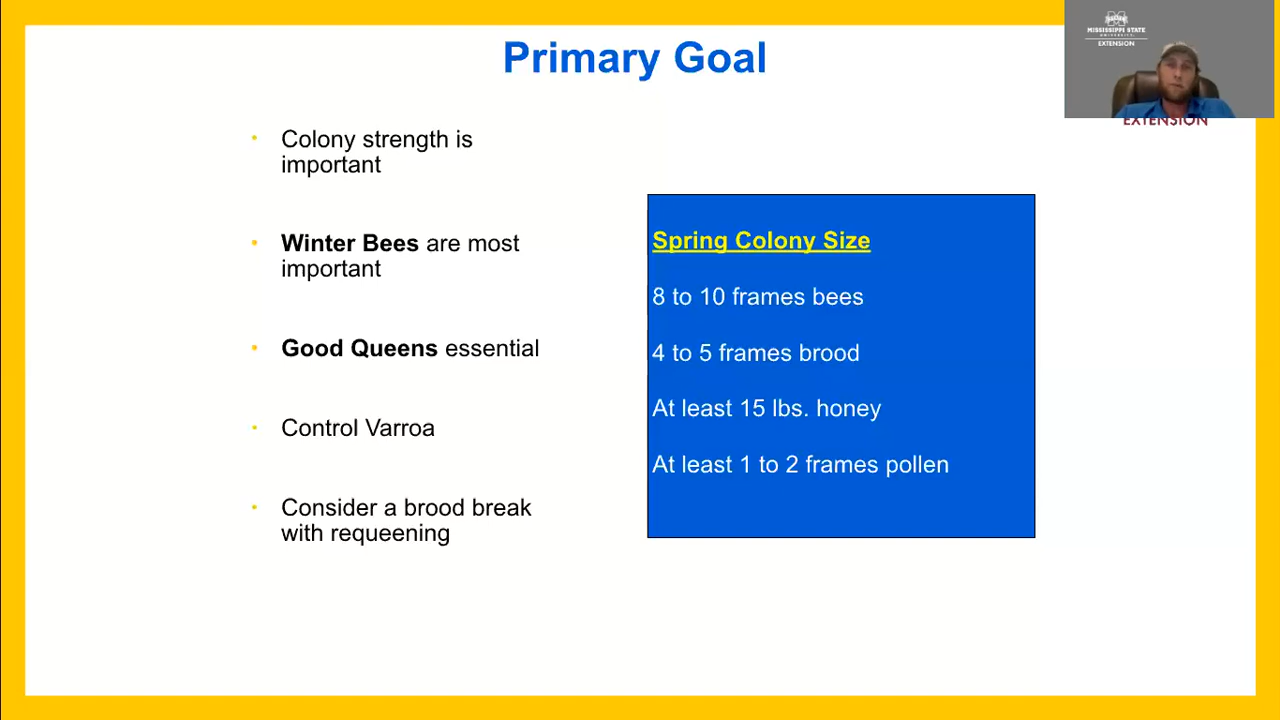 Primary Goal
MISSISSIPPI STATE
UNIVERSITY
EXTENSION
EXTENSION
• Colony strength is
important
• Winter Bees are most
important
• Good Queens essential
• Control Varroa
• Consider a brood break
with requeening
Spring Colony Size
8 to 10 frames bees
4 to 5 frames brood
At least 15 lbs. honey
At least 1 to 2 frames pollen